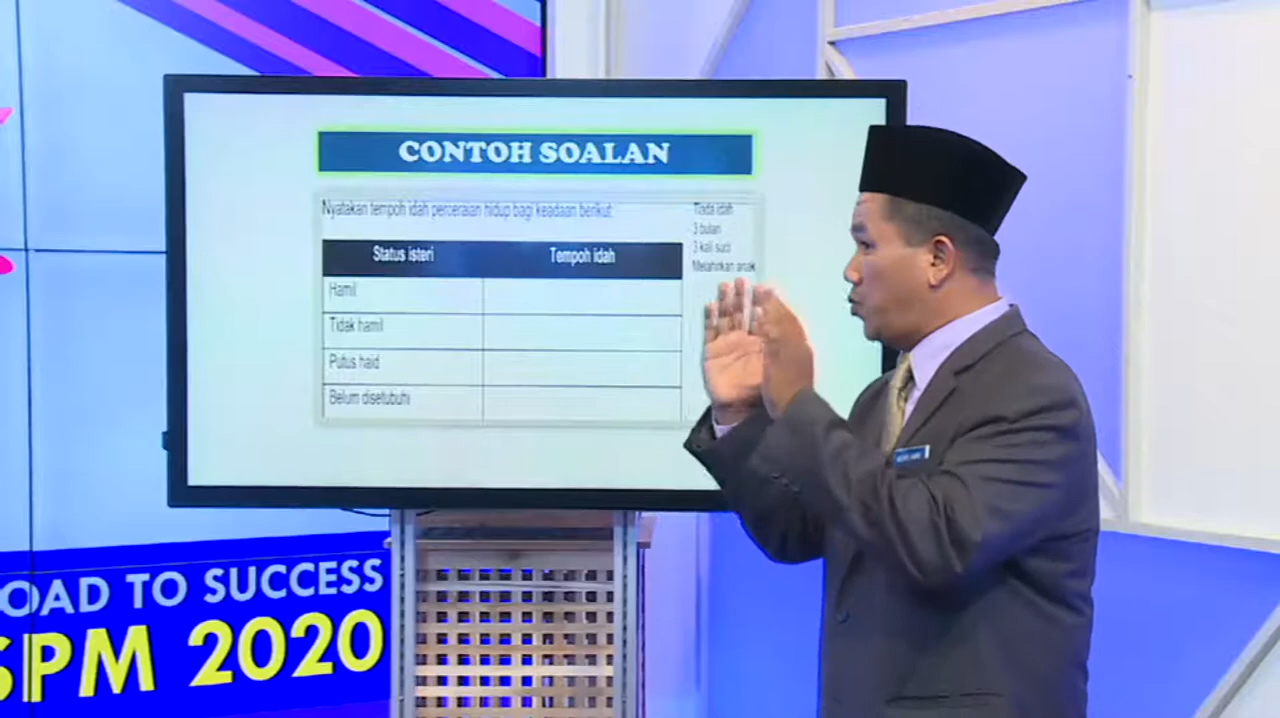 CONTOH SOALAN
Nyatakan tempoh idah perceraian hidup bagi keadaan berikut:
- Tiada idah
- 3 bulan
- 3 kali suci
- Melahirkan anak
Status isteri Tempoh idah
Hamil
Tidak hamil
Putus haid
Belum disetubuhi
OAD TO SUCCESS
SPM 2020